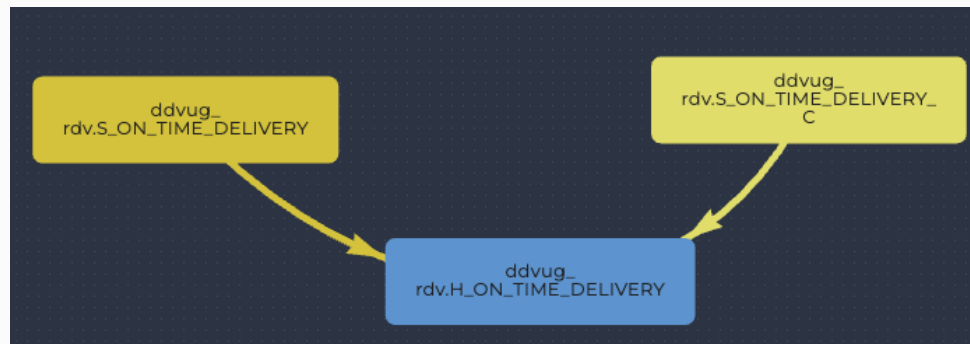 ddvug_
rdv.S_ON_TIME_DELIVERY
ddvug_
rdv.S_ON_TIME_DELIVERY_
C
ddvug_
rdv.H_ON_TIME_DELIVERY